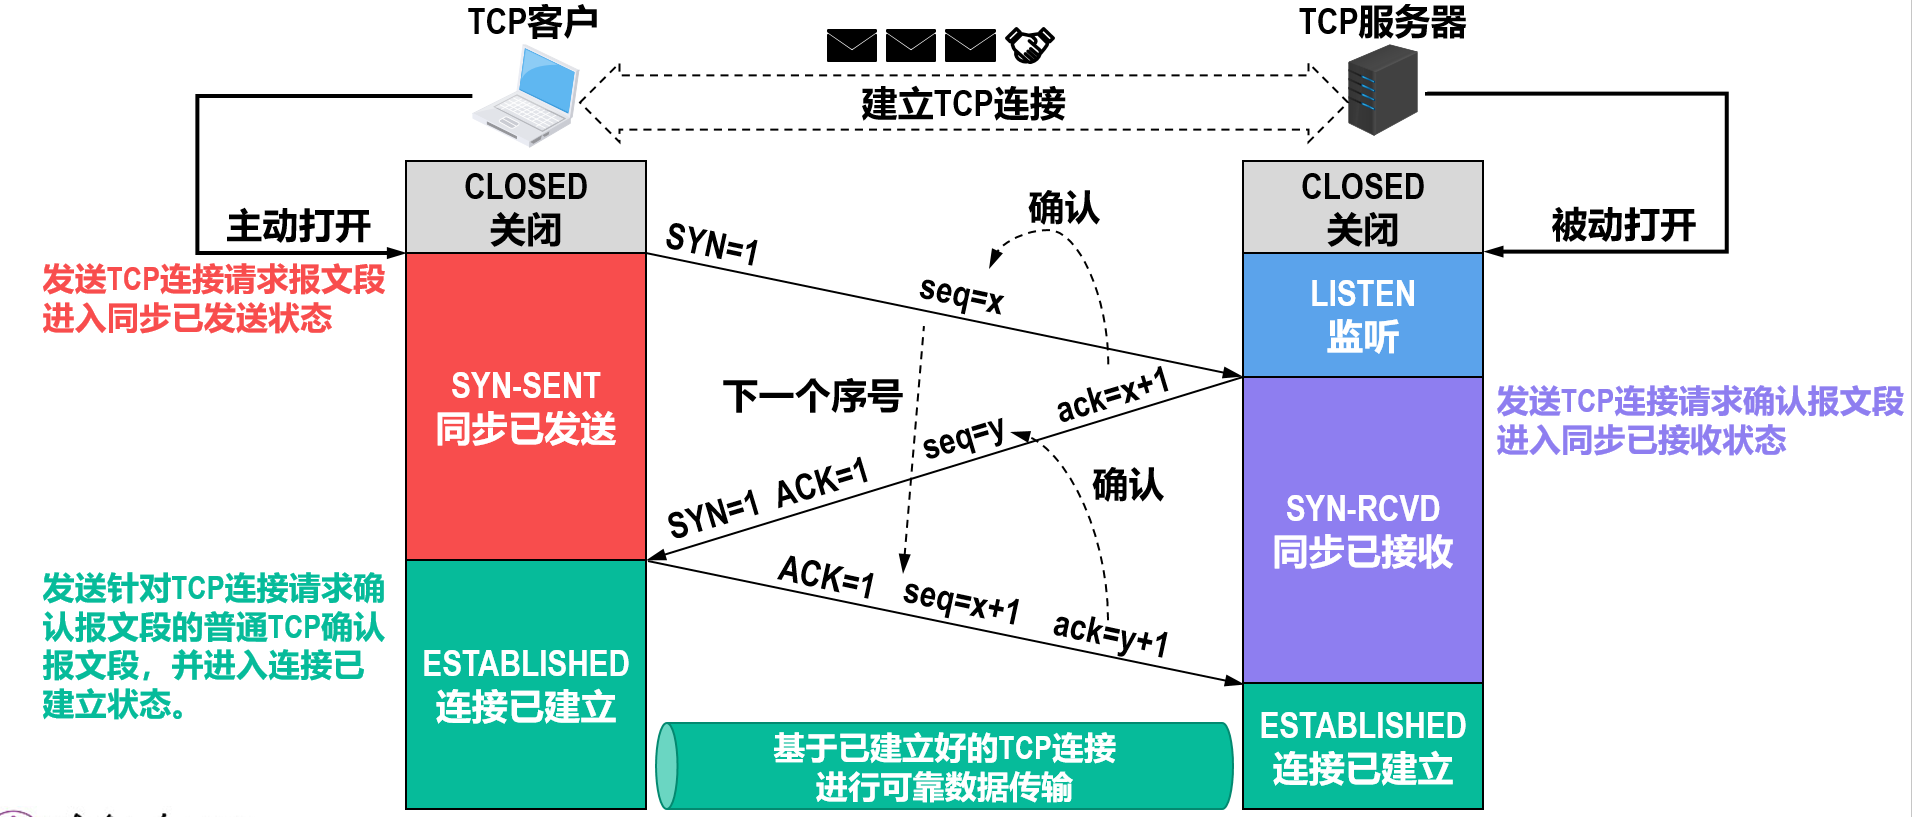 TCP客户
TCP服务器
建立TCP连接
主动打开
被动打开
CLOSED
关闭
CLOSED
关闭
SYN=1
seq=x
确认
发送TCP连接请求报文段
进入同步已发送状态
LISTEN
监听
SYN-SENT
同步已发送
下一个序号
SYN=1 ACK=1 seq=y ack=x+1
确认
发送TCP连接请求确认报文段
进入同步已接收状态
SYN-RCVD
同步已接收
ACK=1 seq=x+1 ack=y+1
发送针对TCP连接请求确
认报文段的普通TCP确认
报文段，并进入连接已
建立状态。
ESTABLISHED
连接已建立
ESTABLISHED
连接已建立
基于已建立好的TCP连接
进行可靠数据传输